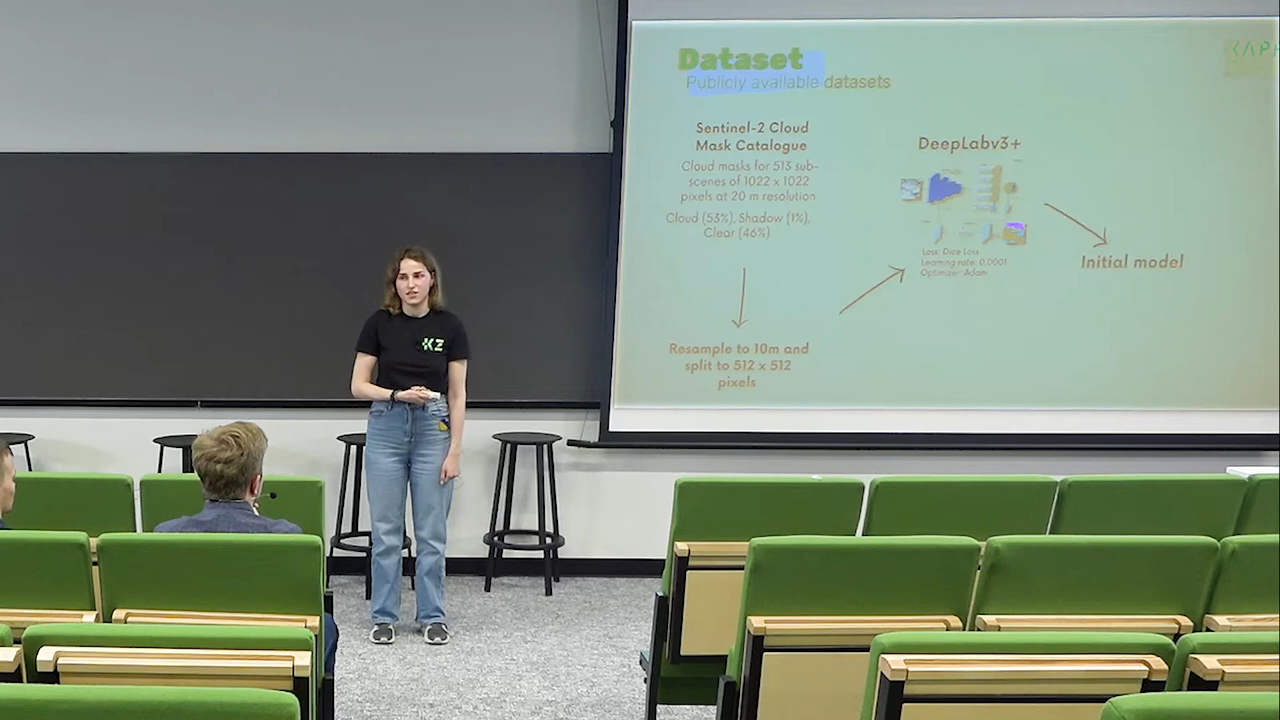 Dataset
Publicly available datasets
KAPP
Sentinel-2 Cloud
Mask Catalogue
Cloud masks for 513 sub-
scenes of 1022 x 1022
pixels at 20 m resolution
Cloud (53%), Shadow (1%),
Clear (46%)
Resample to 10m and
split to 512 x 512
pixels
DeepLabv3+
Loss: Dice Loss
Learning rate: 0.0001
Optimizer: Adam
Initial model
KZ